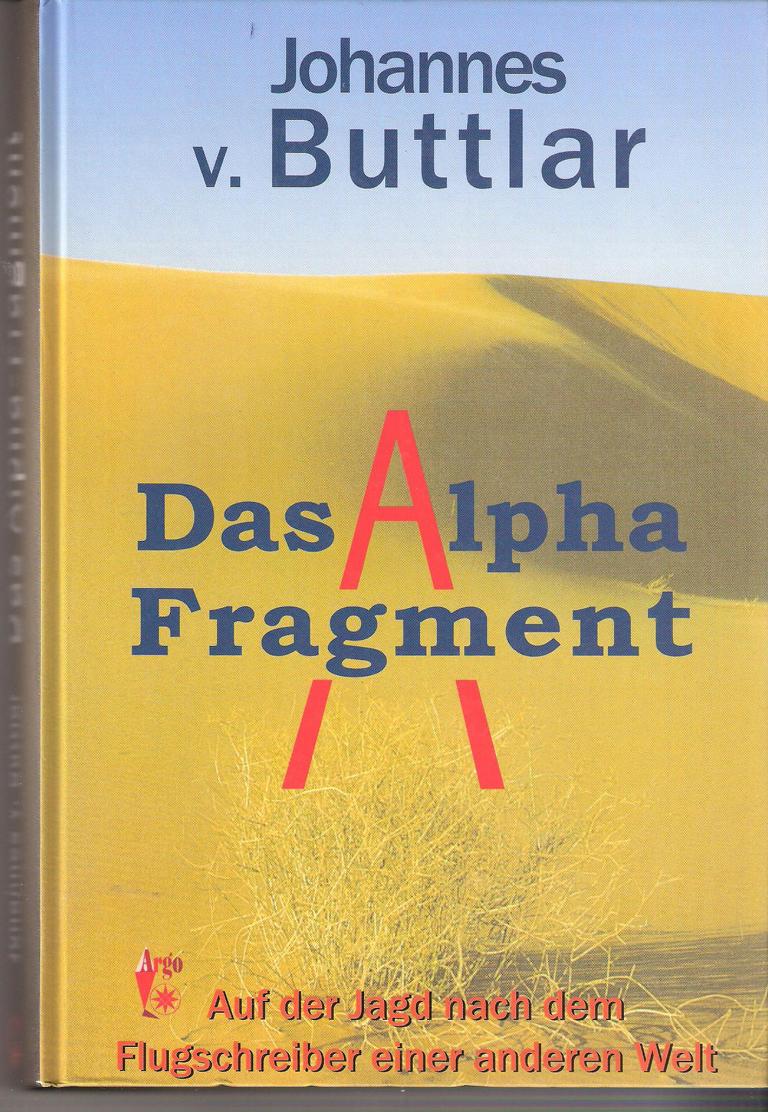 Johannes
v. Buttlar
Das Alpha
Fragment
Argo
Auf der Jagd nach dem
Flugschreiber einer anderen Welt